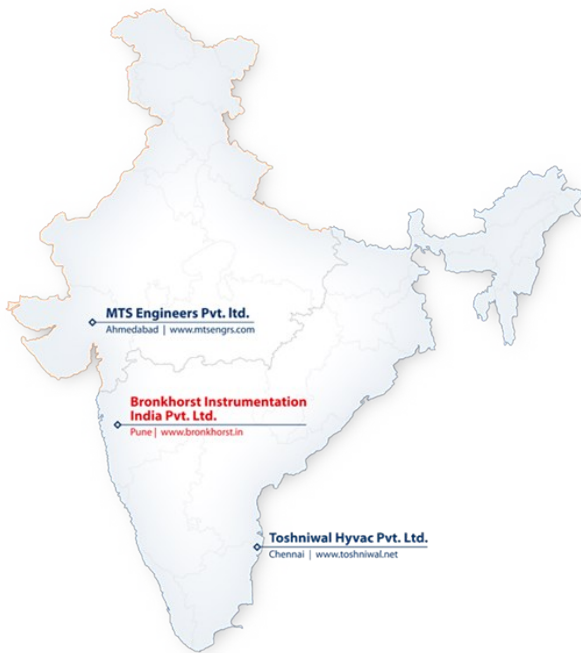 MTS Engineers Pvt. ltd.
Ahmedabad | www.mtsengrs.com
Bronkhorst Instrumentation
India Pvt. Ltd.
Pune | www.bronkhorst.in
Toshniwal Hyvac Pvt. Ltd.
Chennai | www.toshniwal.net